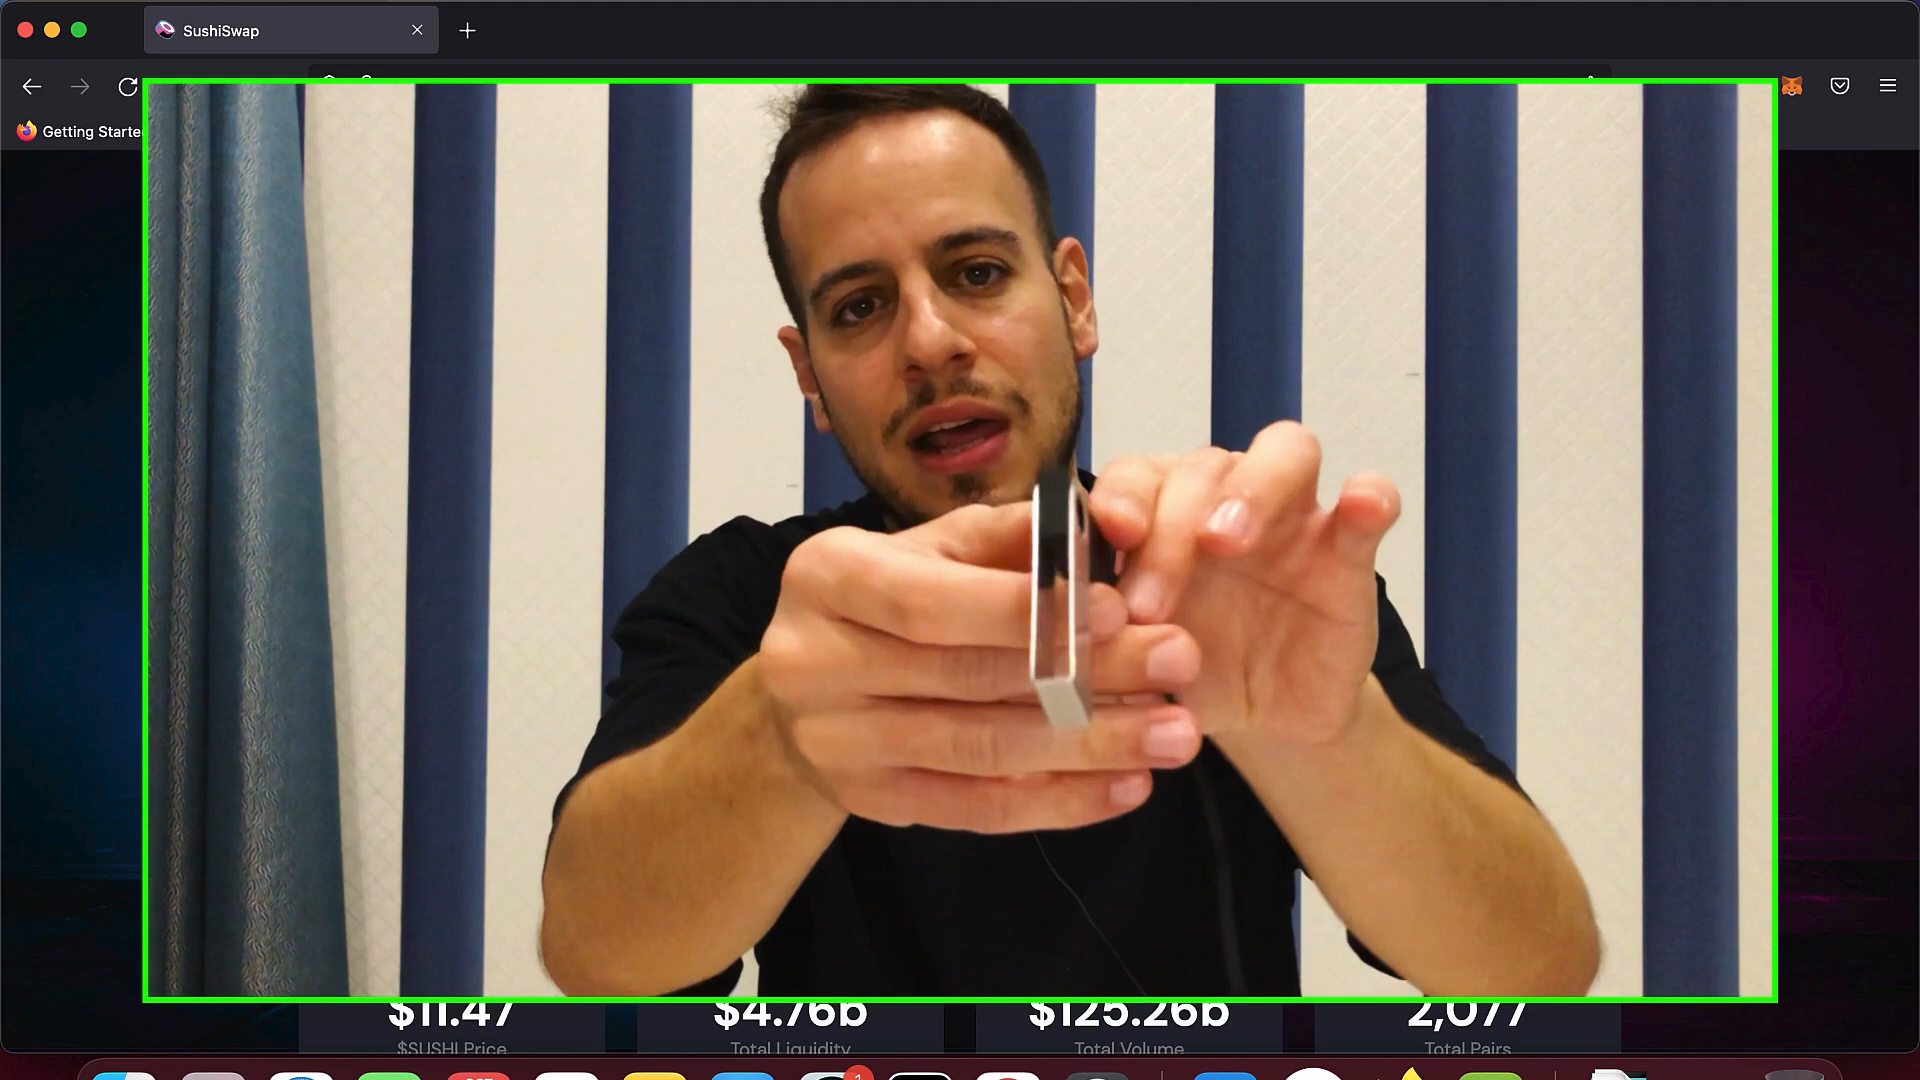 SushiSwap
Getting Starte
$11.47
$4.76b
$125.26b
2,077
$SUSHI Price
Total Liquidity
Total Volume
Total Pairs
1